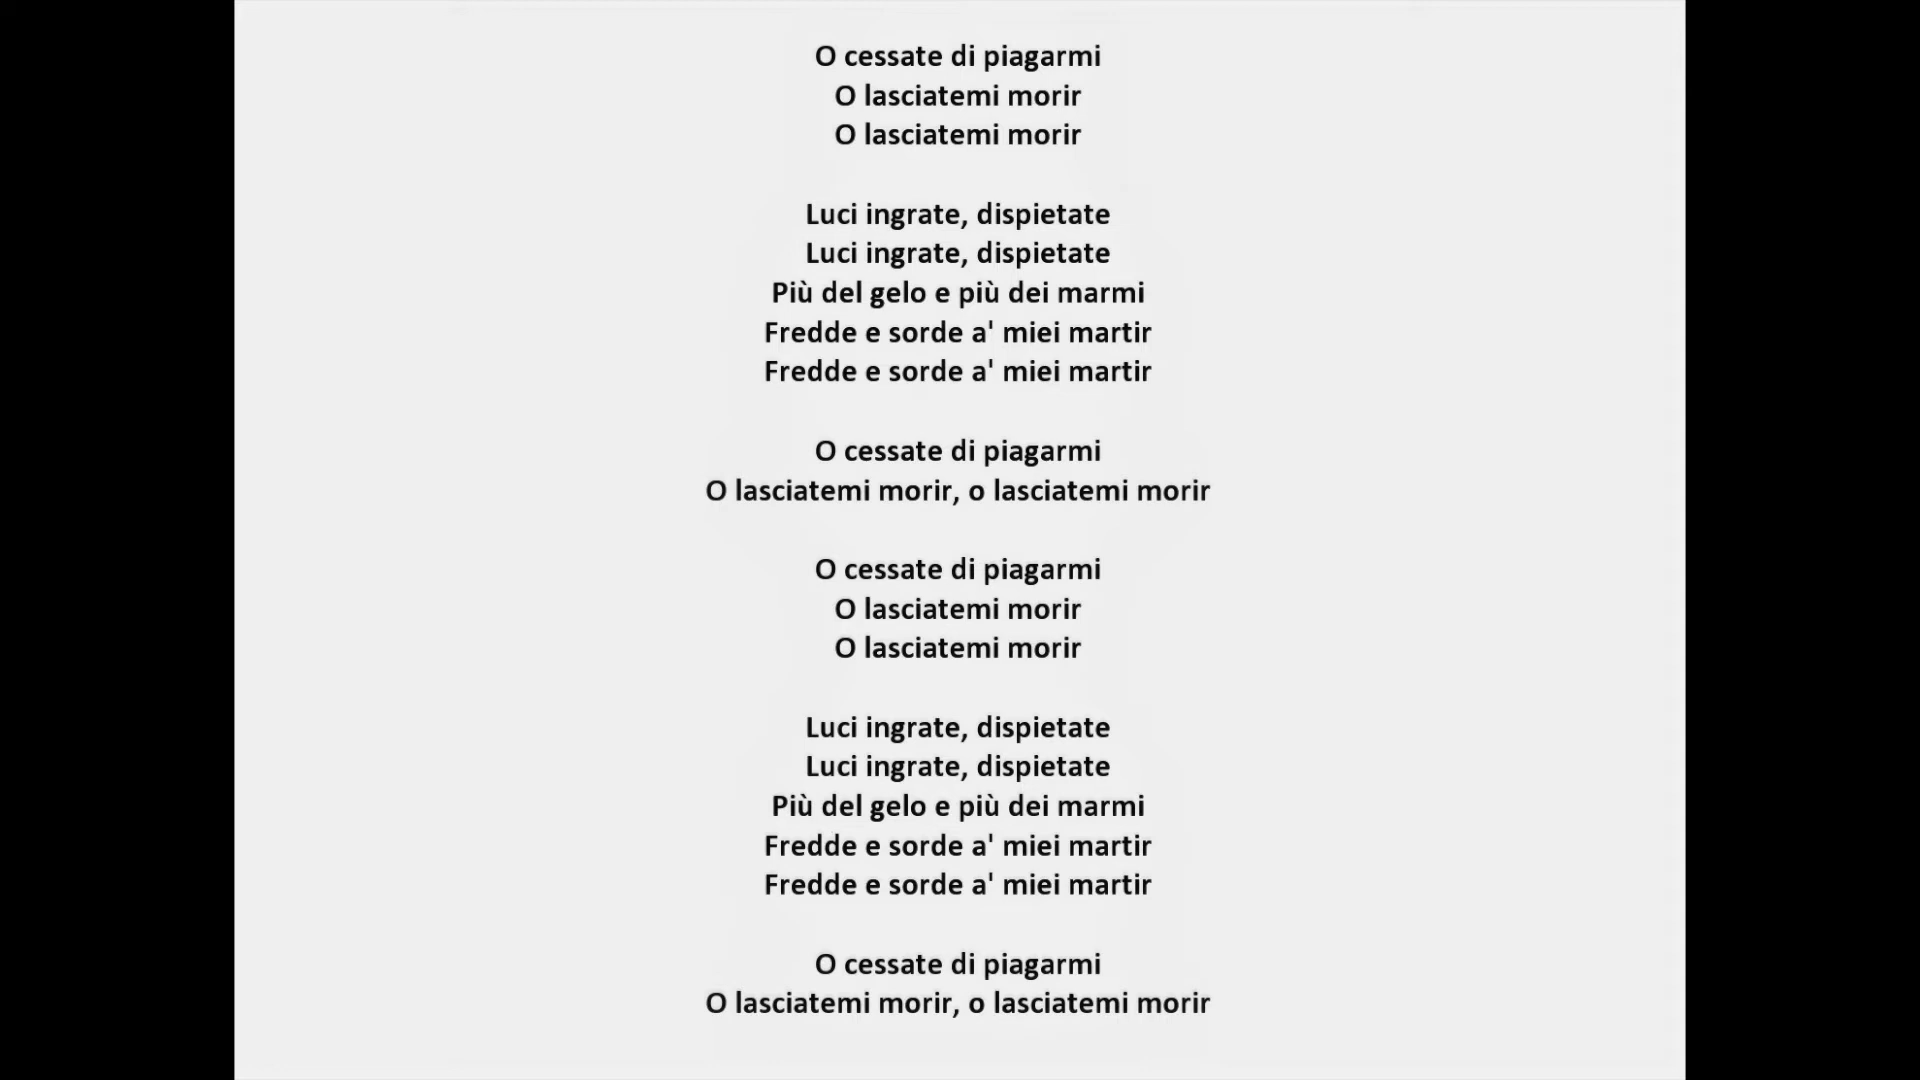 O cessate di piagarmi
O lasciatemi morir
O lasciatemi morir
Luci ingrate, dispietate
Luci ingrate, dispietate
Più del gelo e più dei marmi
Fredde e sorde a' miei martir
Fredde e sorde a' miei martir
O cessate di piagarmi
O lasciatemi morir, o lasciatemi morir
O cessate di piagarmi
O lasciatemi morir
O lasciatemi morir
Luci ingrate, dispietate
Luci ingrate, dispietate
Più del gelo e più dei marmi
Fredde e sorde a' miei martir
Fredde e sorde a' miei martir
O cessate di piagarmi
O lasciatemi morir, o lasciatemi morir